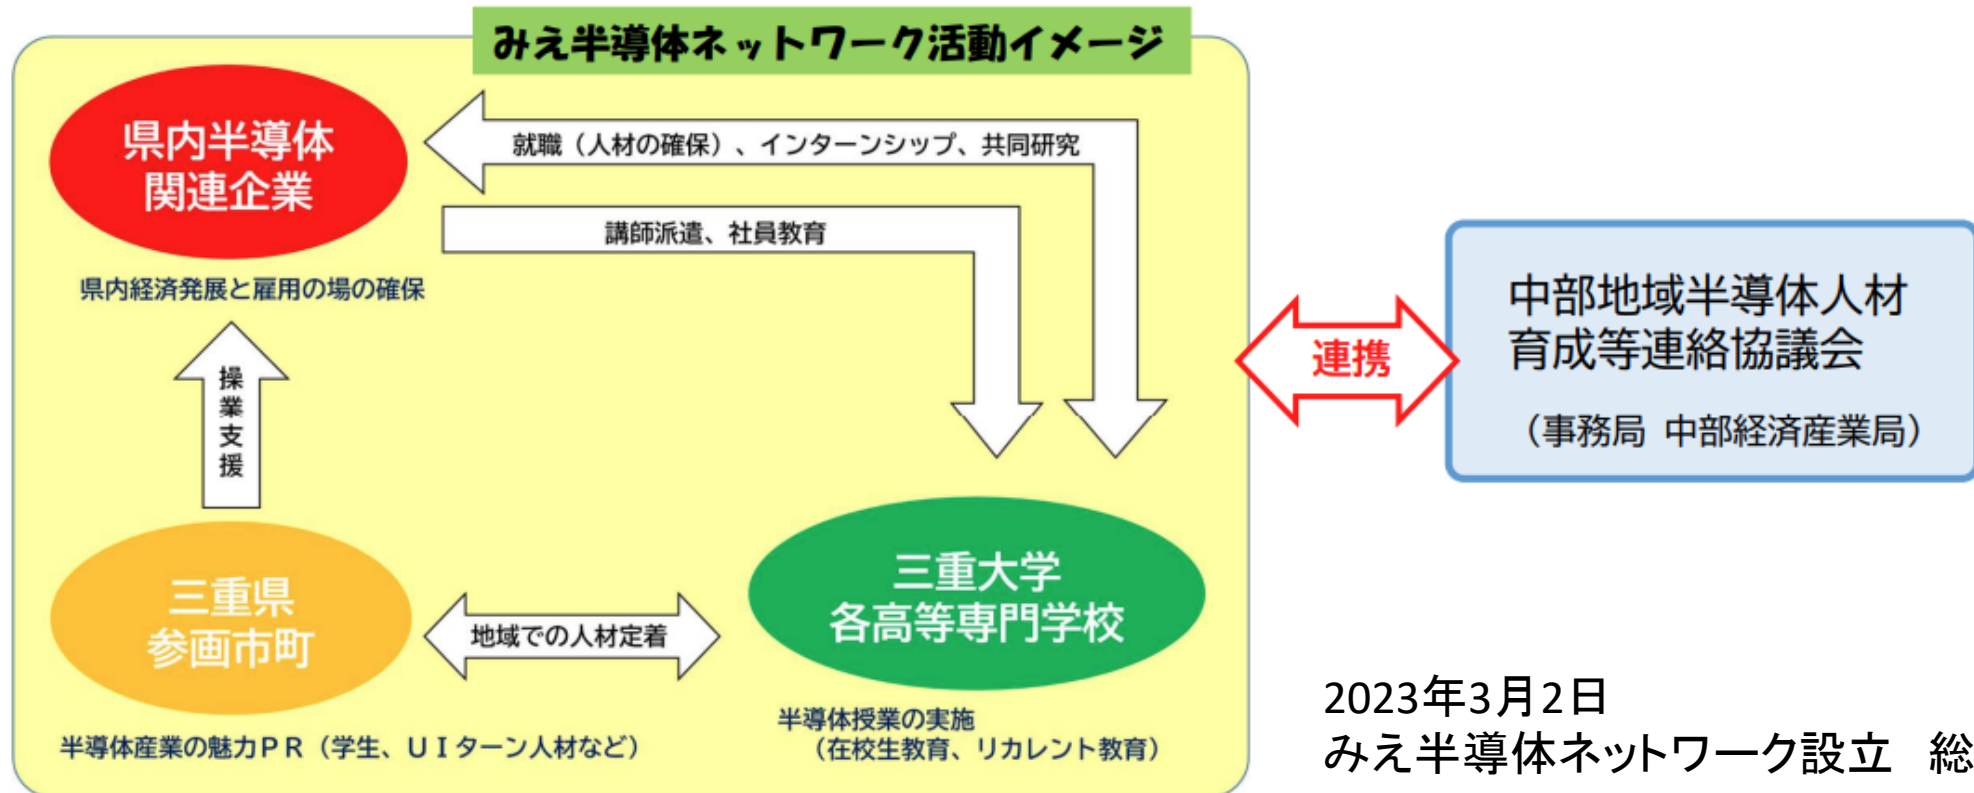 みえ半導体ネットワーク活動イメージ
県内半導体
関連企業
就職（人材の確保）、インターンシップ、共同研究
講師派遣、社員教育
県内経済発展と雇用の場の確保
操業支援
三重県
参画市町
地域での人材定着
三重大学
各高等専門学校
半導体産業の魅力ＰＲ（学生、ＵＩターン人材など）
半導体授業の実施
（在校生教育、リカレント教育）
連携
中部地域半導体人材
育成等連絡協議会
（事務局 中部経済産業局）
2023年3月2日
みえ半導体ネットワーク設立　総